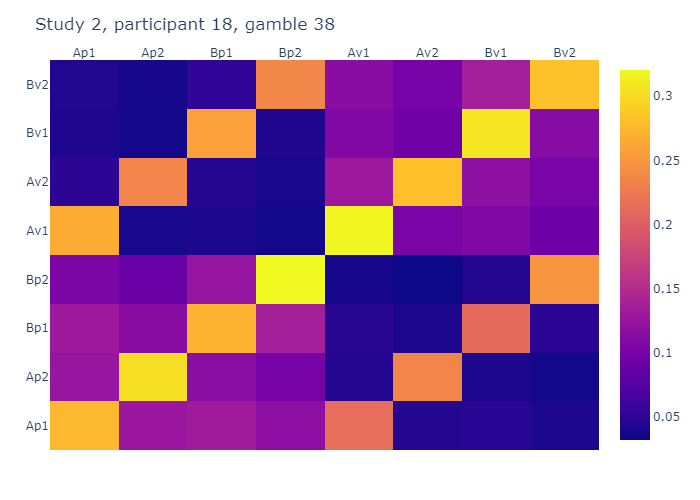 Study 2, participant 18, gamble 38
Ap1 Ap2 Bp1 Bp2 Av1 Av2 Bv1 Bv2
Bv2
Bv1
Av2
Av1
Bp2
Bp1
Ap2
Ap1
0.3
0.25
0.2
0.15
0.1
0.05